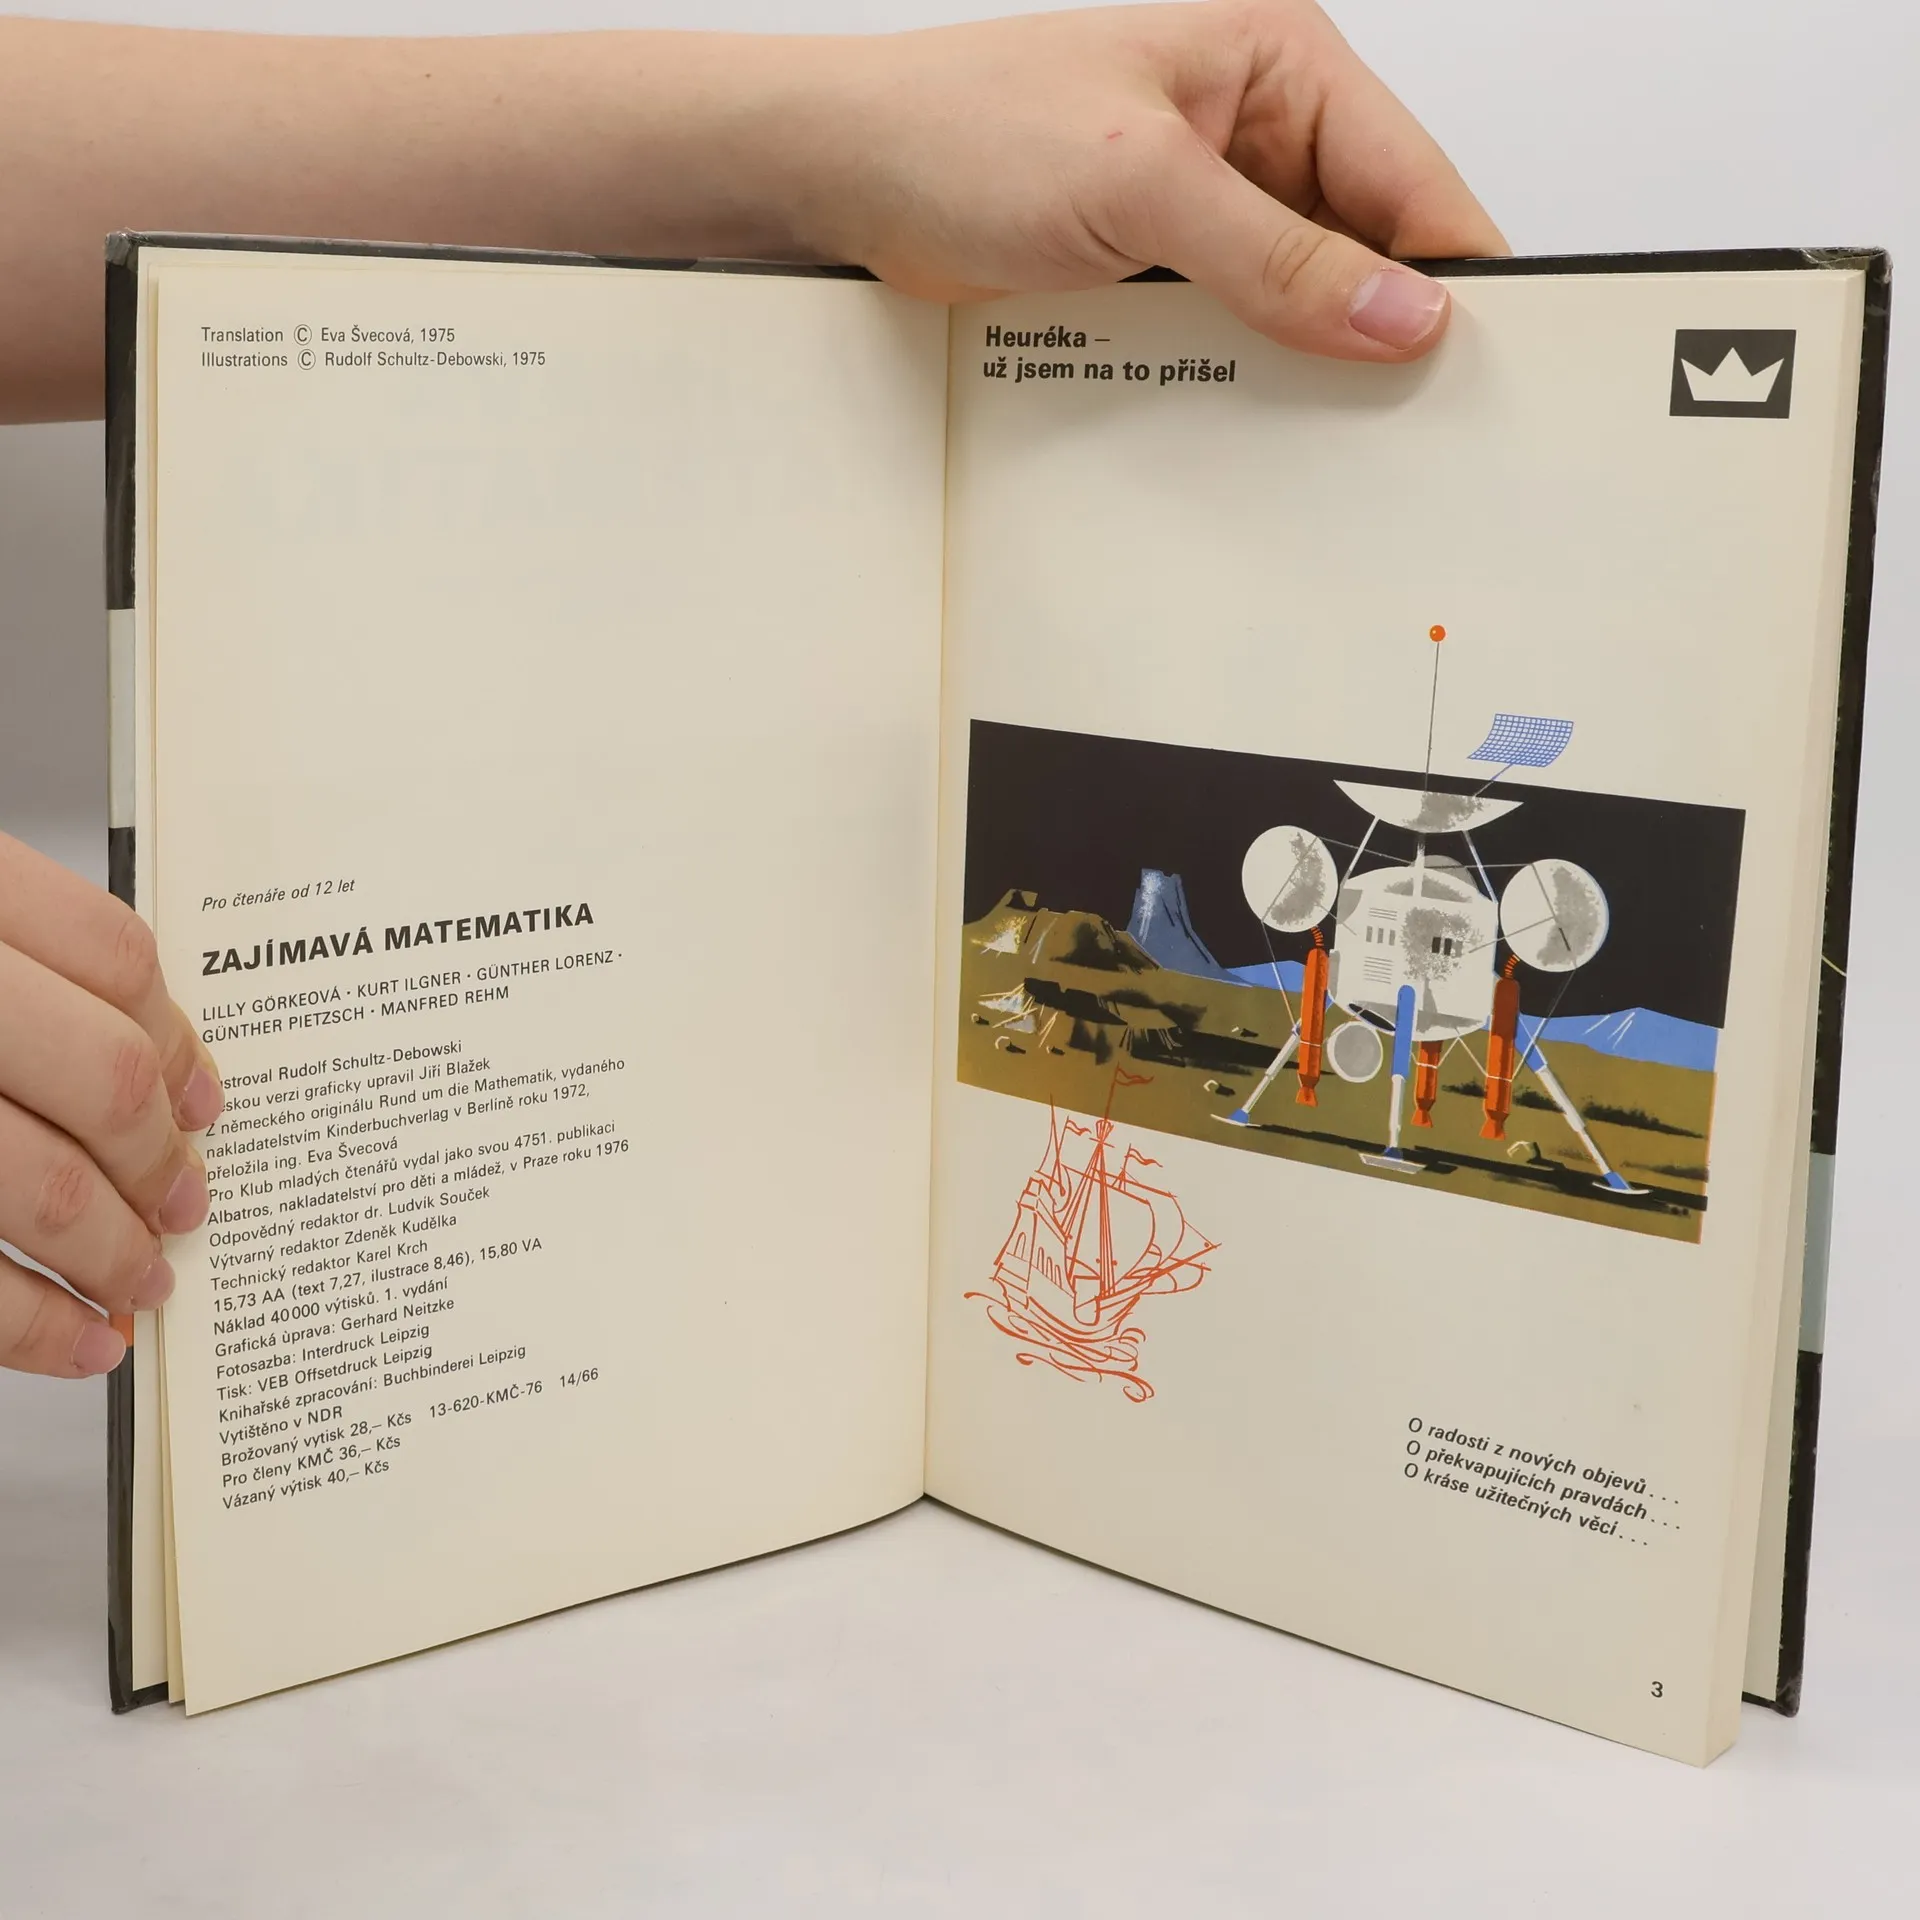 Translation © Eva Švecová, 1975
Illustrations © Rudolf Schultz-Debowski, 1975
Pro čtenáře od 12 let
ZAJÍMAVÁ MATEMATIKA
LILLY GÖRKEOVÁ · KURT ILGNER · GÜNTHER LORENZ ·
GÜNTHER PIETZSCH · MANFRED REHM
Rudolf Schultz-Debowski
verzi graficky upravil Jiří Blažek
Z německého originálu Rund um die Mathematik, vydaného
nakladatelstvím Kinderbuchverlag v Berlíně roku 1972,
přeložila ing. Eva Švecová
Pro Klub mladých čtenářů vydal jako svou 4751. publikaci
Albatros, nakladatelství pro děti a mládež, v Praze roku 1976
Odpovědný redaktor dr. Ludvík Souček
Výtvarný redaktor Zdeněk Kudělka
Technický redaktor Karel Krch
15,73 AA (text 7,27, ilustrace 8,46), 15,80 VA
Náklad 40 000 výtisků. 1. vydání
Grafická ùprava: Gerhard Neitzke
Fotosazba: Interdruck Leipzig
Tisk: VEB Offsetdruck Leipzig
Knihařské zpracování: Buchbinderei Leipzig
Vytištěno v NDR
Brožovaný vytisk 28,– Kčs 13-620-KMČ-76 14/66
Pro členy KMČ 36,– Kčs
Vázaný výtisk 40,– Kčs
Heuréka –
už jsem na to přišel
O radosti z nových objevů...
O překvapujících pravdách...
O kráse užitečných věcí...
3